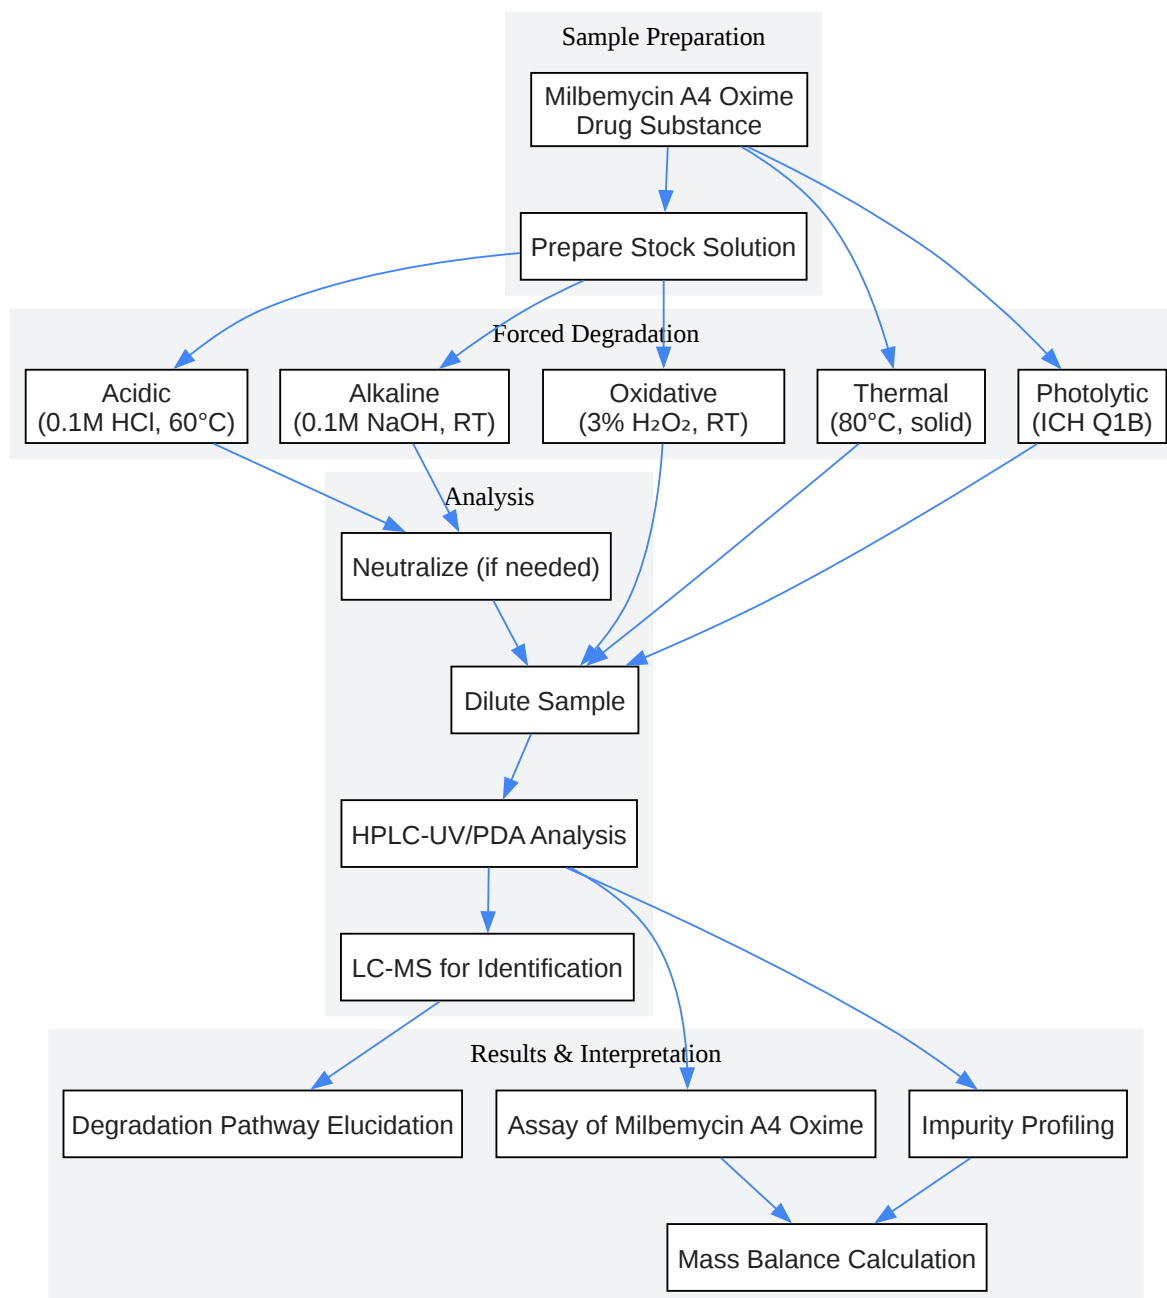 Sample Preparation
Milbemycin A4 Oxime
Drug Substance
Prepare Stock Solution
Forced Degradation
Acidic
(0.1M HCl, 60°C)
Alkaline
(0.1M NaOH, RT)
Oxidative
(3% H₂O₂, RT)
Thermal
(80°C, solid)
Photolytic
(ICH Q1B)
Analysis
Neutralize (if needed)
Dilute Sample
HPLC-UV/PDA Analysis
LC-MS for Identification
Results & Interpretation
Degradation Pathway Elucidation
Assay of Milbemycin A4 Oxime
Impurity Profiling
Mass Balance Calculation